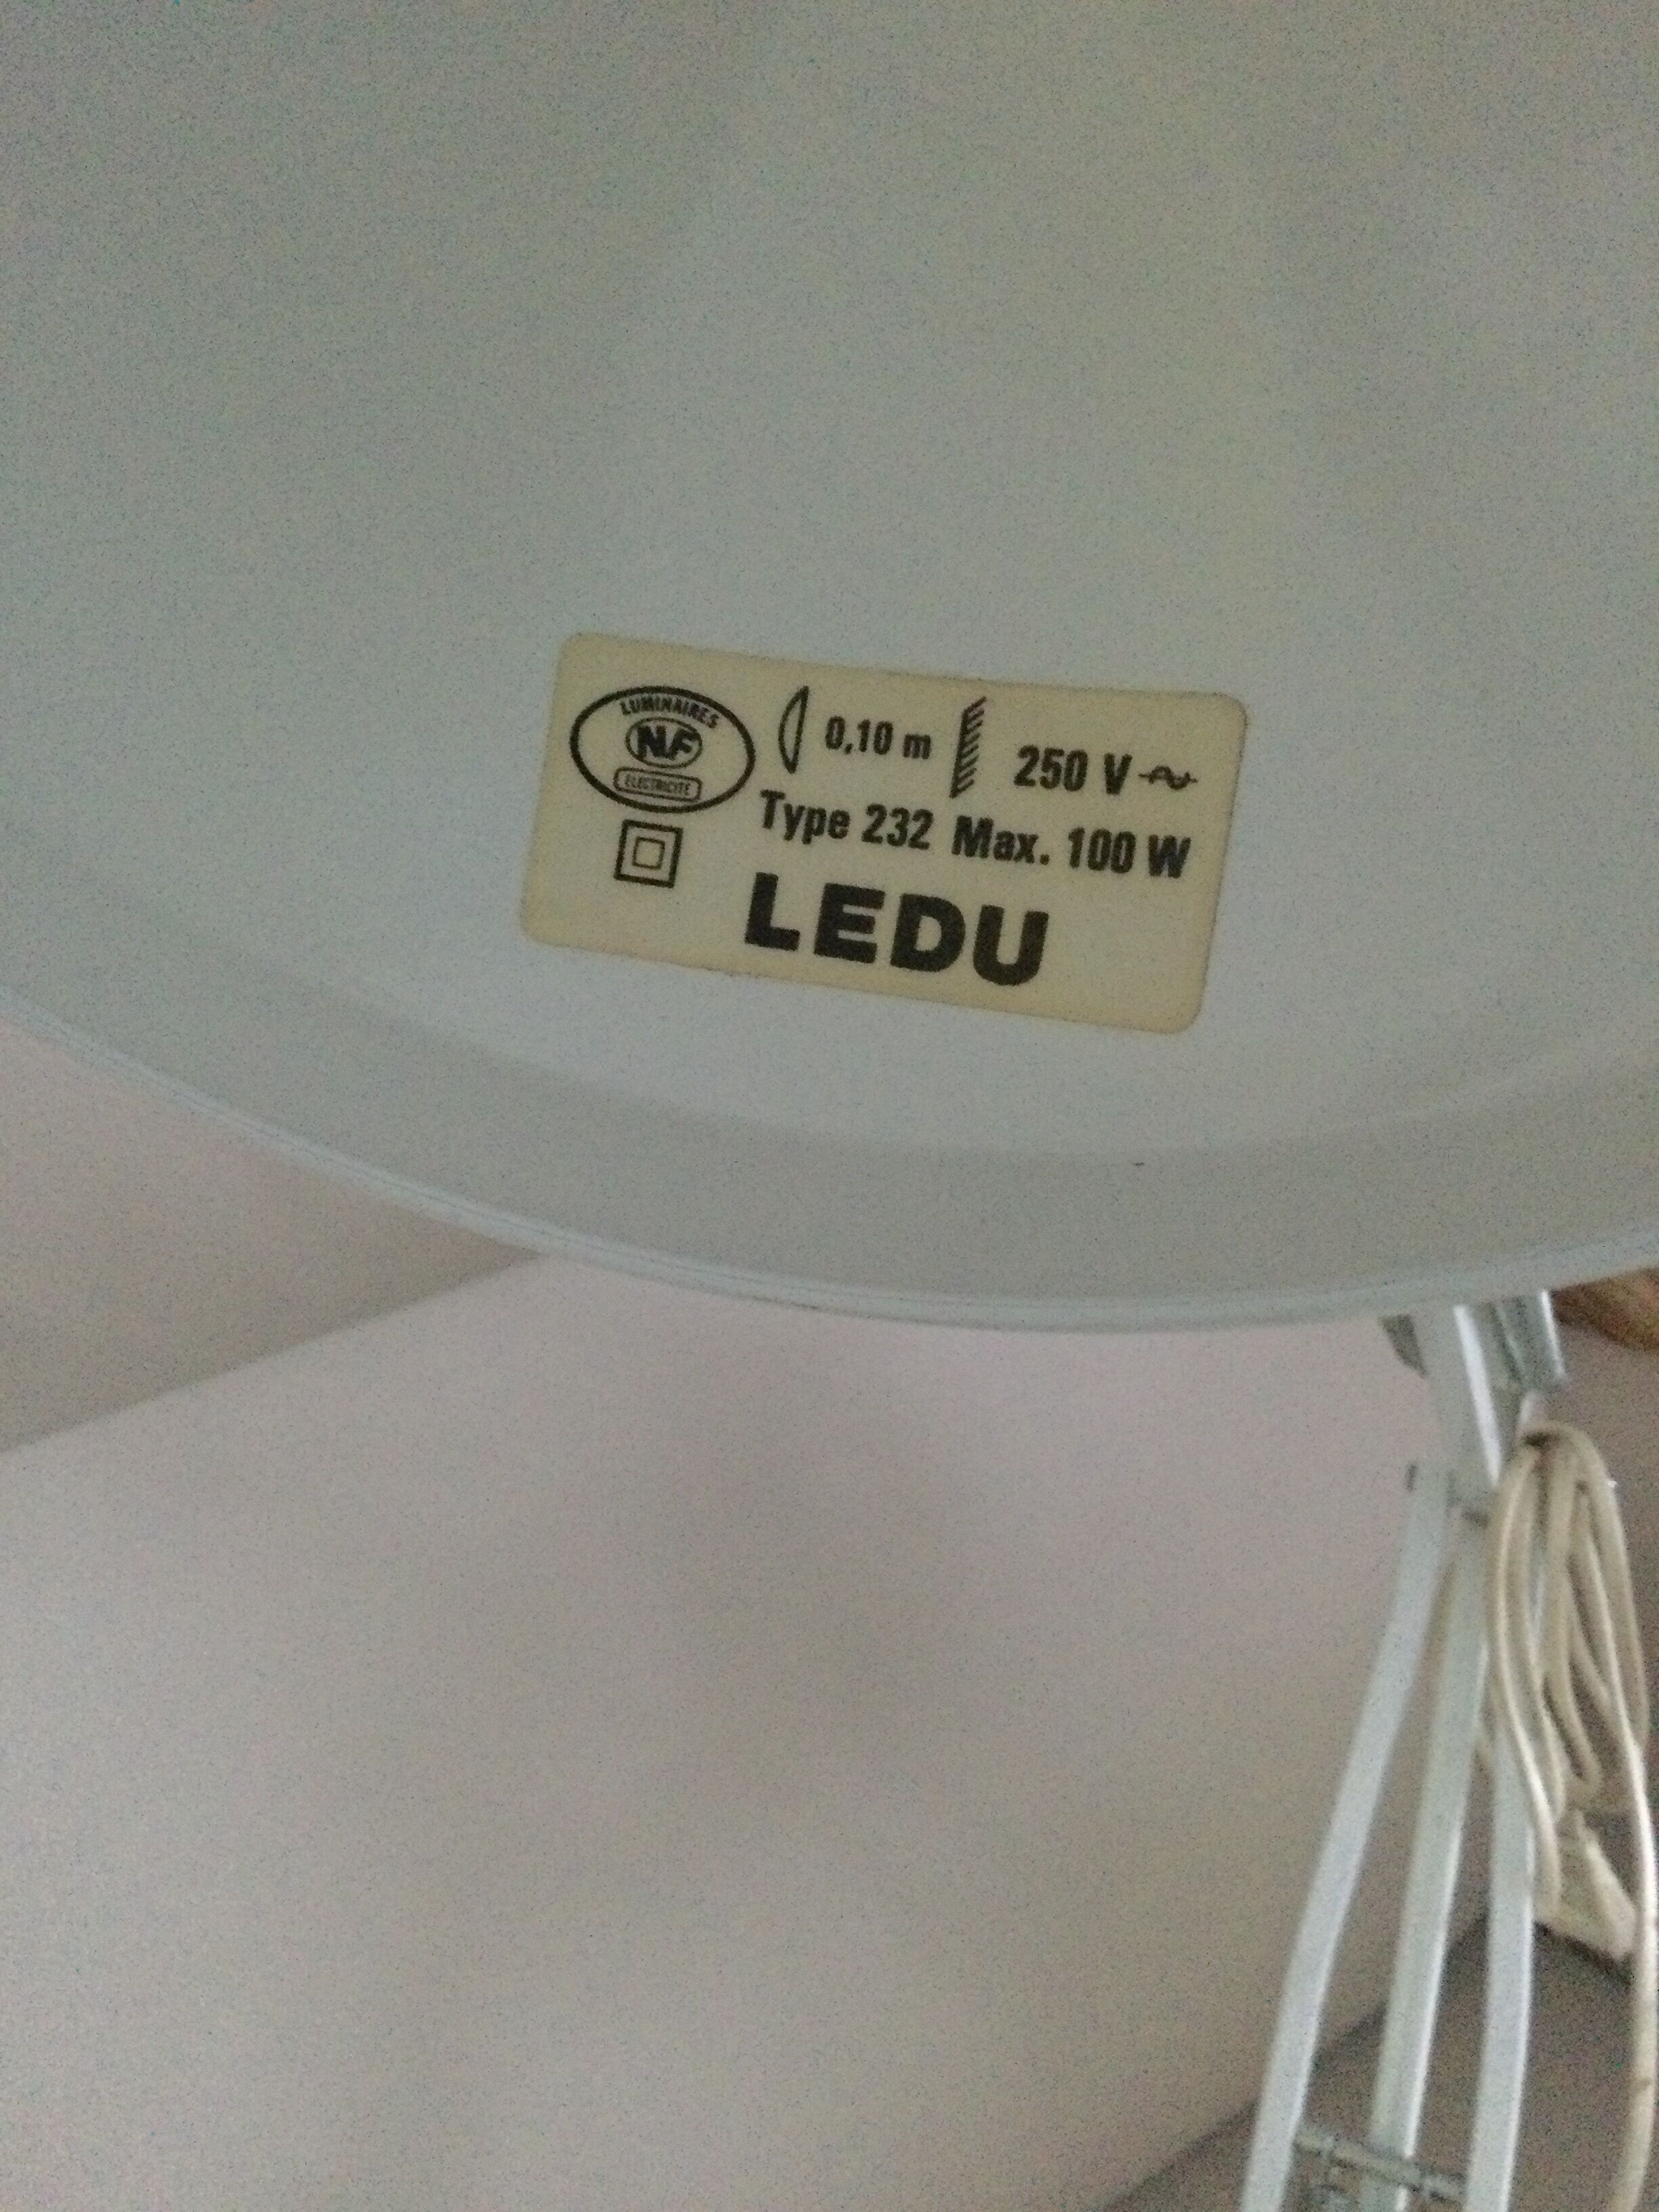 LUMINAIRES
NF
ELECTRICITE
0,10 m 250 V~
Type 232 Max. 100 W
LEDU